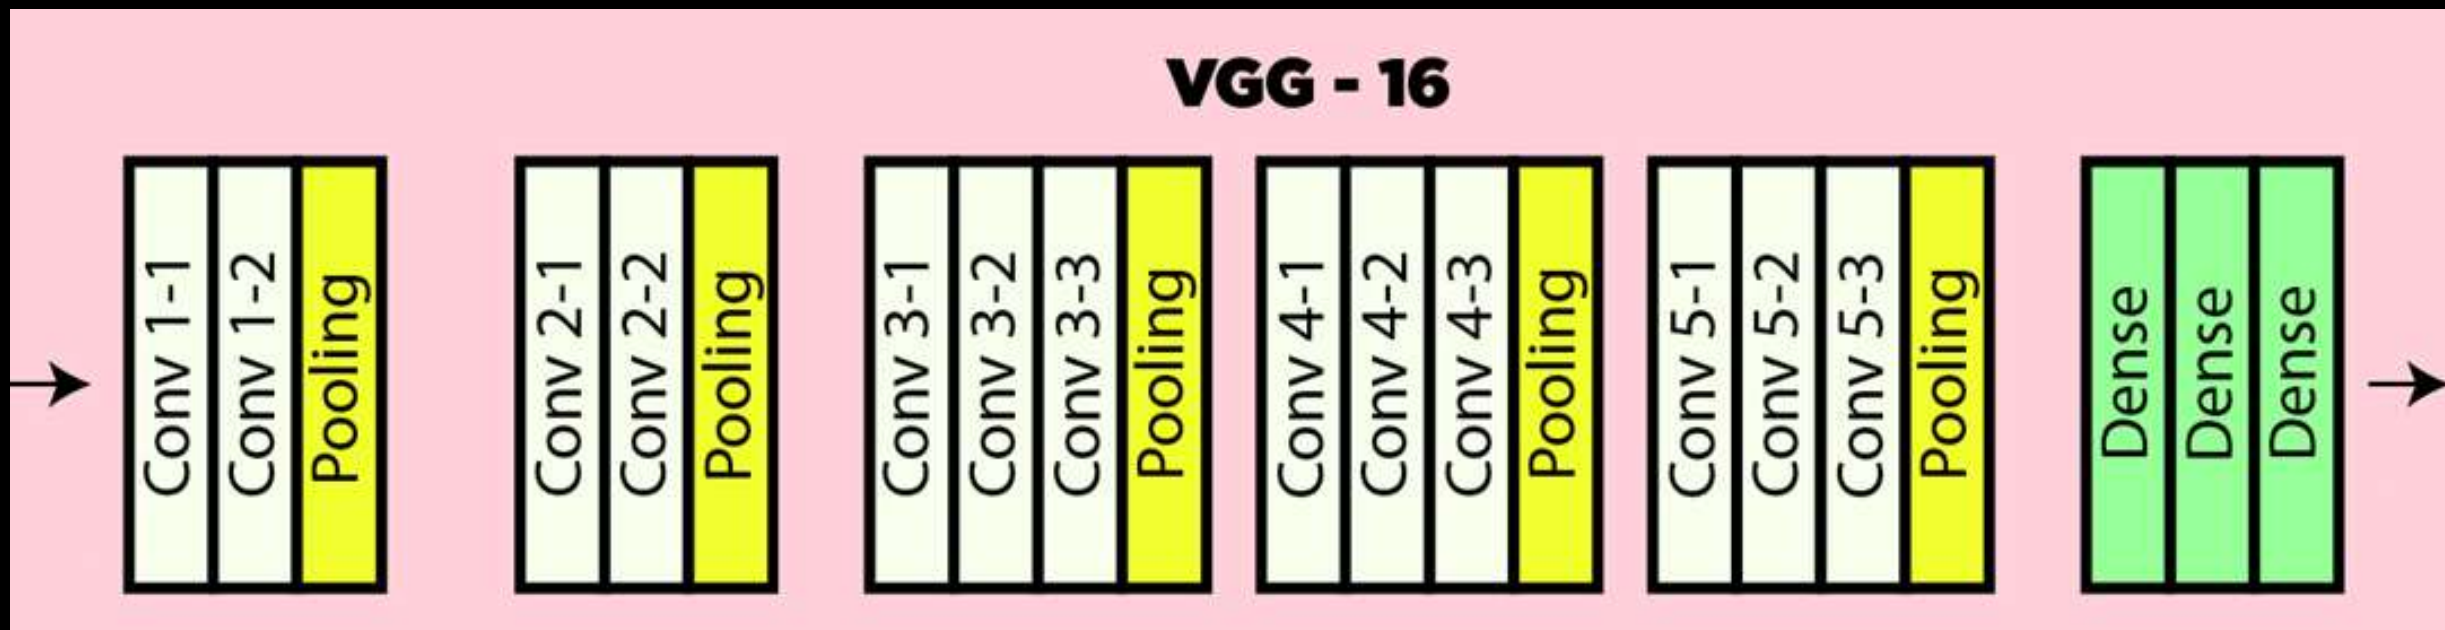 VGG - 16
Conv 1-1
Conv 1-2
Pooling
Conv 2-1
Conv 2-2
Pooling
Conv 3-1
Conv 3-2
Conv 3-3
Pooling
Conv 4-1
Conv 4-2
Conv 4-3
Pooling
Conv 5-1
Conv 5-2
Conv 5-3
Pooling
Dense
Dense
Dense